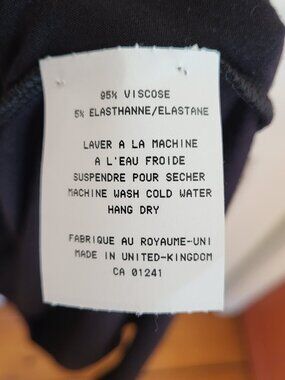 95% VISCOSE
5% ELASTHANNE/ELASTANE
LAVER A LA MACHINE
A L'EAU FROIDE
SUSPENDRE POUR SECHER
MACHINE WASH COLD WATER
HANG DRY
FABRIQUE AU ROYAUME-UNI
MADE IN UNITED-KINGDOM
CA 01241